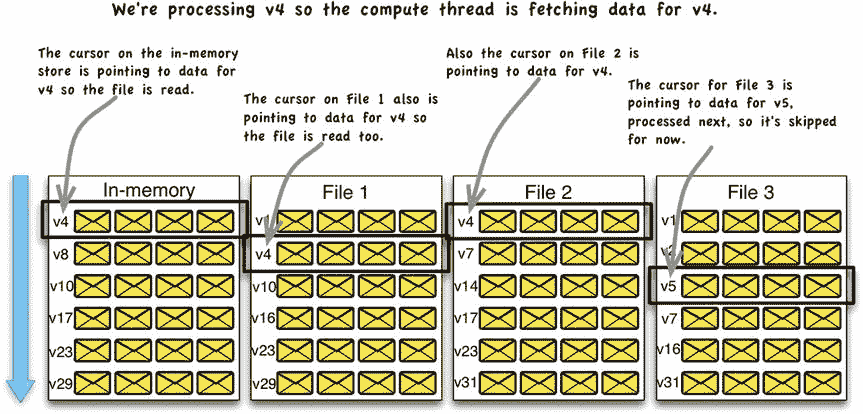 We're processing v4 so the compute thread is fetching data for v4.
The cursor on the in-memory
store is pointing to data for
v4 so the file is read.
The cursor on File 1 also is
pointing to data for v4 so
the file is read too.
Also the cursor on File 2 is
pointing to data for v4.
The cursor for File 3 is
pointing to data for v5,
processed next, so it's skipped
for now.
In-memory
v4
v8
v10
v17
v23
v29
File 1
v4
v10
v16
v23
v29
File 2
v4
v7
v14
v17
v23
v31
File 3
v1
v2
v5
v7
v16
v31